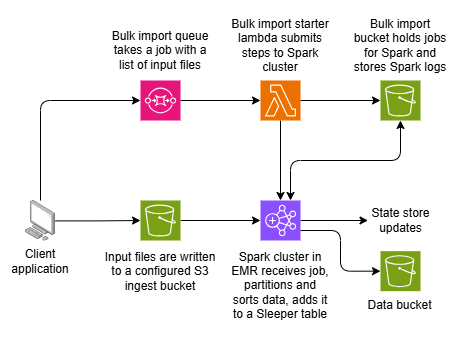 Bulk import queue
takes a job with a
list of input files
Bulk import starter
lambda submits
steps to Spark
cluster
Bulk import
bucket holds jobs
for Spark and
stores Spark logs
Client
application
Input files are written
to a configured S3
ingest bucket
Spark cluster in
EMR receives job,
partitions and
sorts data, adds it
to a Sleeper table
State store
updates
Data bucket